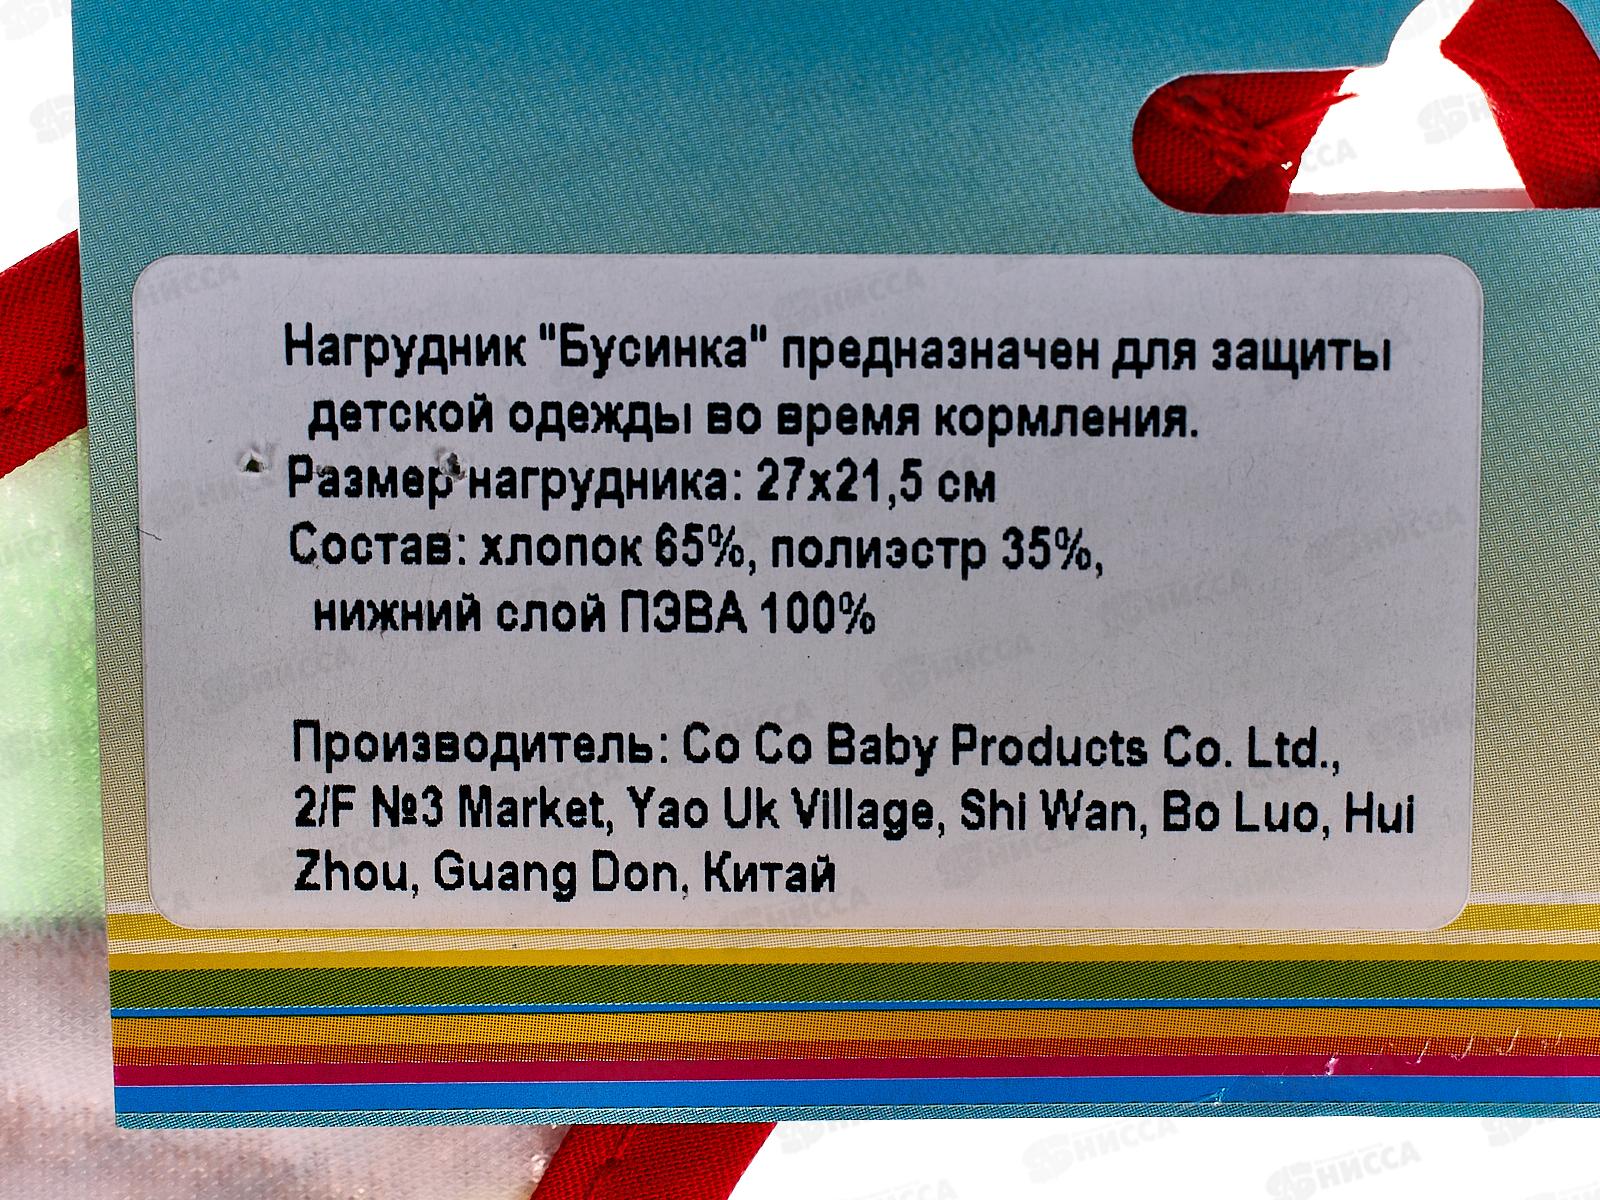 Нагрудник "Бусинка" предназначен для защиты
детской одежды во время кормления.
Размер нагрудника: 27х21,5 см
Состав: хлопок 65%, полиэстр 35%,
нижний слой ПЭВА 100%
Производитель: Co Co Baby Products Co. Ltd.,
2/F №3 Market, Yao Uk Village, Shi Wan, Bo Luo, Hui
Zhou, Guang Don, Китай